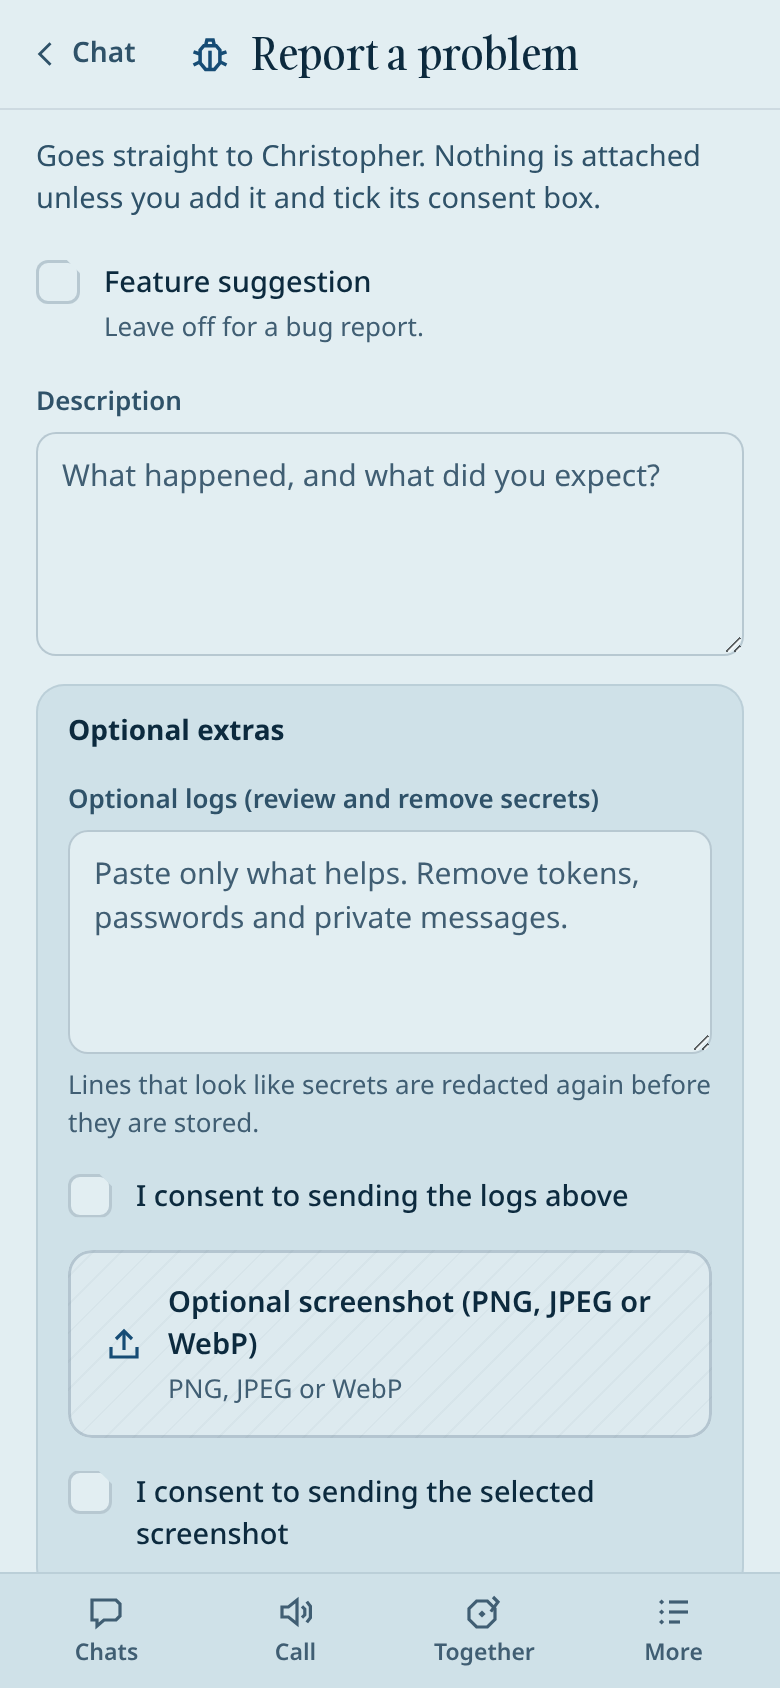 Chat
Report a problem
Goes straight to Christopher. Nothing is attached
unless you add it and tick its consent box.
Feature suggestion
Leave off for a bug report.
Description
What happened, and what did you expect?
Optional extras
Optional logs (review and remove secrets)
Paste only what helps. Remove tokens,
passwords and private messages.
Lines that look like secrets are redacted again before
they are stored.
I consent to sending the logs above
Optional screenshot (PNG, JPEG or
WebP)
PNG, JPEG or WebP
I consent to sending the selected
screenshot
Chats
Call
Together
More